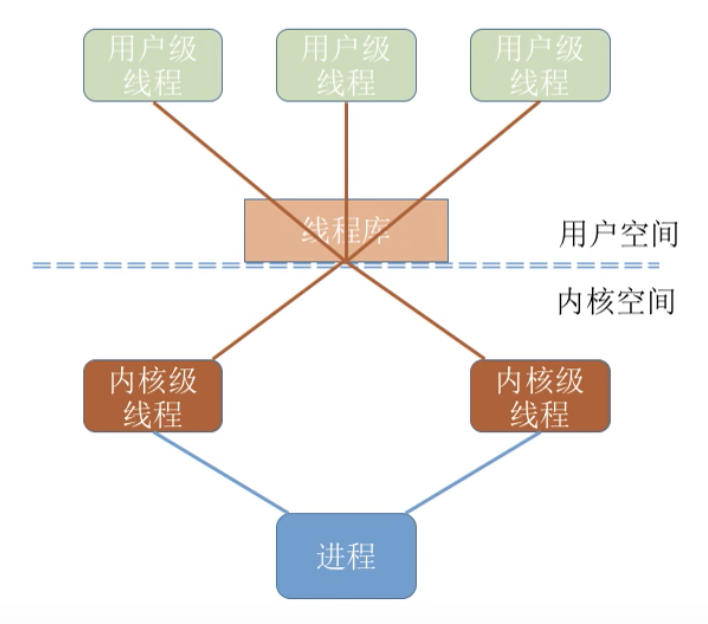 用户级
线程
用户级
线程
用户级
线程
线程库
用户空间
内核空间
内核级
线程
内核级
线程
进程